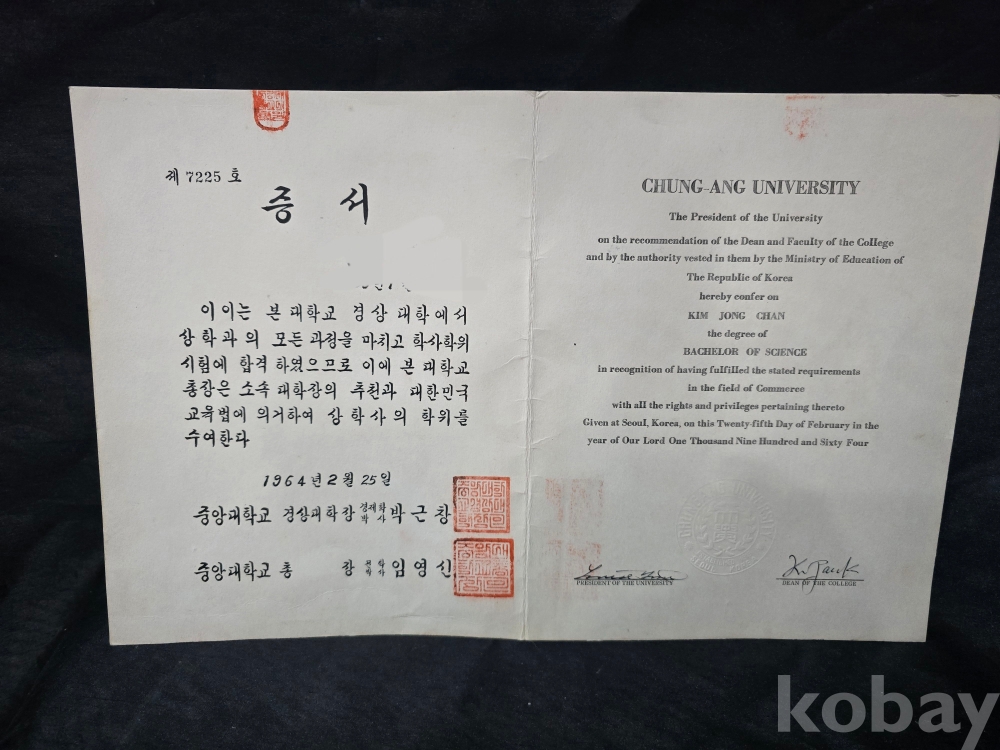 제 7225 호
증 서
이 이는 본 대학교 경상 대학에서
상학과의 모든 과정을 마치고 학사학위
시험에 합격 하였으므로 이에 본 대학교
총장은 소속 대학장의 추천과 대한민국
교육법에 의거하여 상학사의 학위를
수여한다
1964년 2월 25일
중앙대학교 경상대학장 경제학박사 박근창
중앙대학교 총 장 임영신
CHUNG-ANG UNIVERSITY
The President of the University
on the recommendation of the Dean and Faculty of the College
and by the authority vested in them by the Ministry of Education of
The Republic of Korea
hereby confer on
KIM JONG CHAN
the degree of
BACHELOR OF SCIENCE
in recognition of having fulfilled the stated requirements
in the field of Commerce
with all the rights and privileges pertaining thereto
Given at Seoul, Korea, on this Twenty-fifth Day of February in the
year of Our Lord One Thousand Nine Hundred and Sixty Four
PRESIDENT OF THE UNIVERSITY
DEAN OF THE COLLEGE
kobay